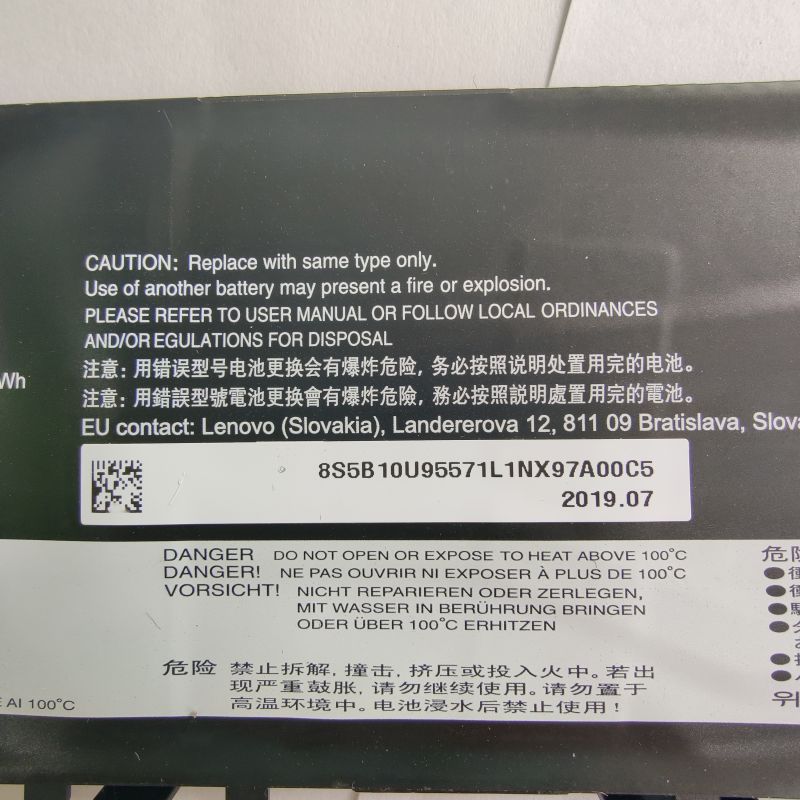 CAUTION: Replace with same type only.
Use of another battery may present a fire or explosion.
PLEASE REFER TO USER MANUAL OR FOLLOW LOCAL ORDINANCES
AND/OR EGULATIONS FOR DISPOSAL
注意: 用错误型号电池更换会有爆炸危险, 务必按照说明处置用完的电池。
Wh
注意: 用錯誤型號電池更換會有爆炸危險, 務必按照説明處置用完的電池。
EU contact: Lenovo (Slovakia), Landererova 12, 811 09 Bratislava, Slova
8S5B10U95571L1NX97A00C5
2019.07
DANGER DO NOT OPEN OR EXPOSE TO HEAT ABOVE 100°C
DANGER! NE PAS OUVRIR NI EXPOSER À PLUS DE 100°C
VORSICHT! NICHT REPARIEREN ODER ZERLEGEN,
MIT WASSER IN BERÜHRUNG BRINGEN
ODER ÜBER 100°C ERHITZEN
危险 禁止拆解, 撞击, 挤压或投入火中。若出
现严重鼓胀, 请勿继续使用。请勿置于
高温环境中。电池浸水后禁止使用!
E AI 100°C
危
위